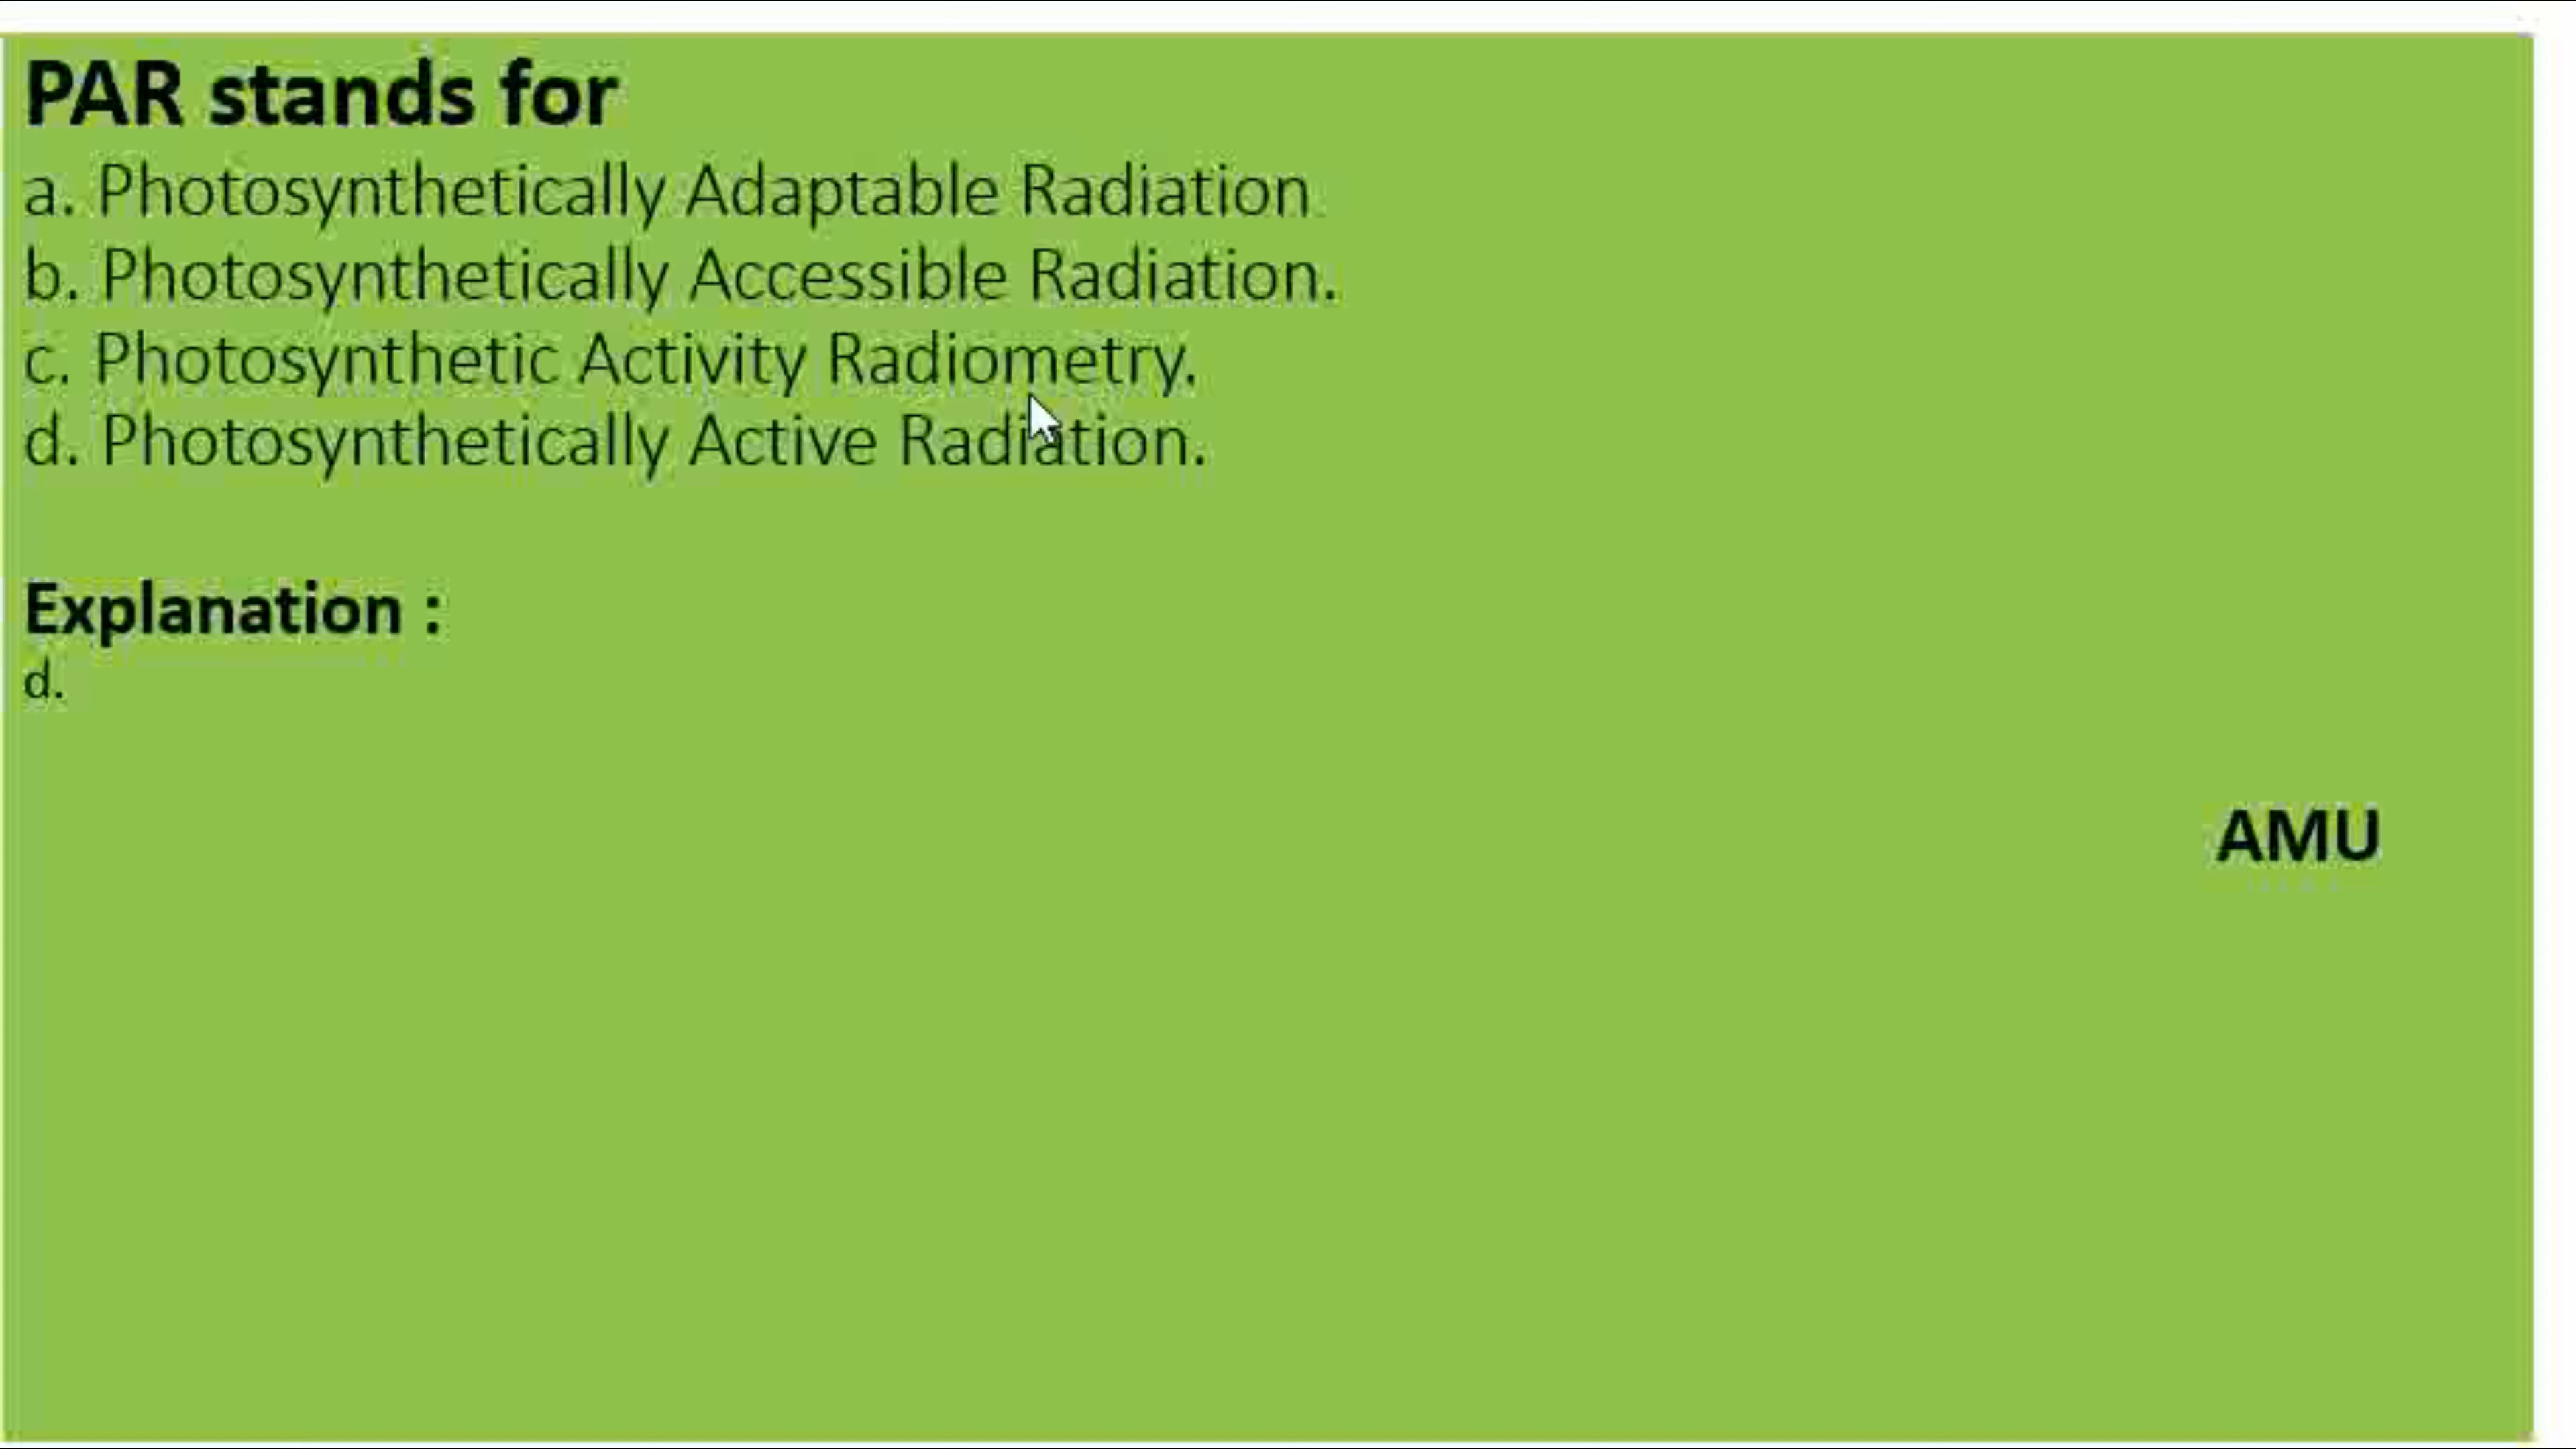 PAR stands for
a. Photosynthetically Adaptable Radiation
b. Photosynthetically Accessible Radiation.
c. Photosynthetic Activity Radiometry.
d. Photosynthetically Active Radiation.
Explanation :
d.
AMU